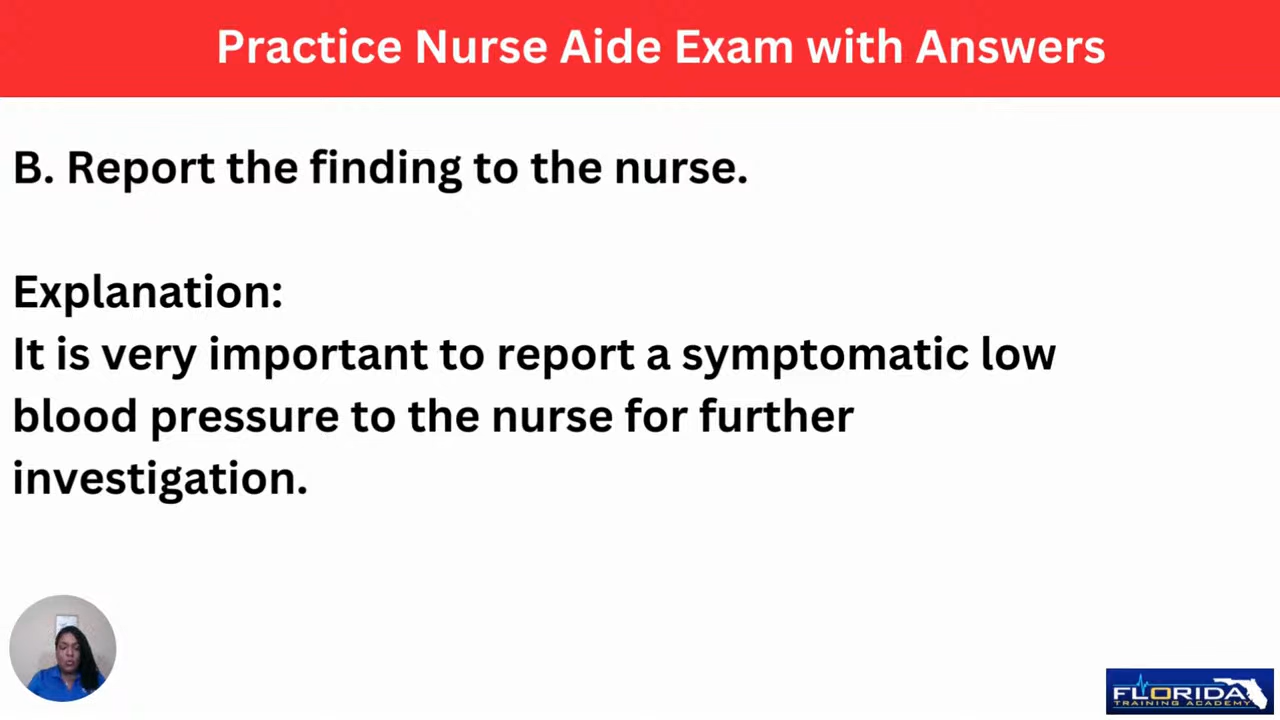 Practice Nurse Aide Exam with Answers
B. Report the finding to the nurse.
Explanation:
It is very important to report a symptomatic low
blood pressure to the nurse for further
investigation.
FLORIDA
TRAINING ACADEMY